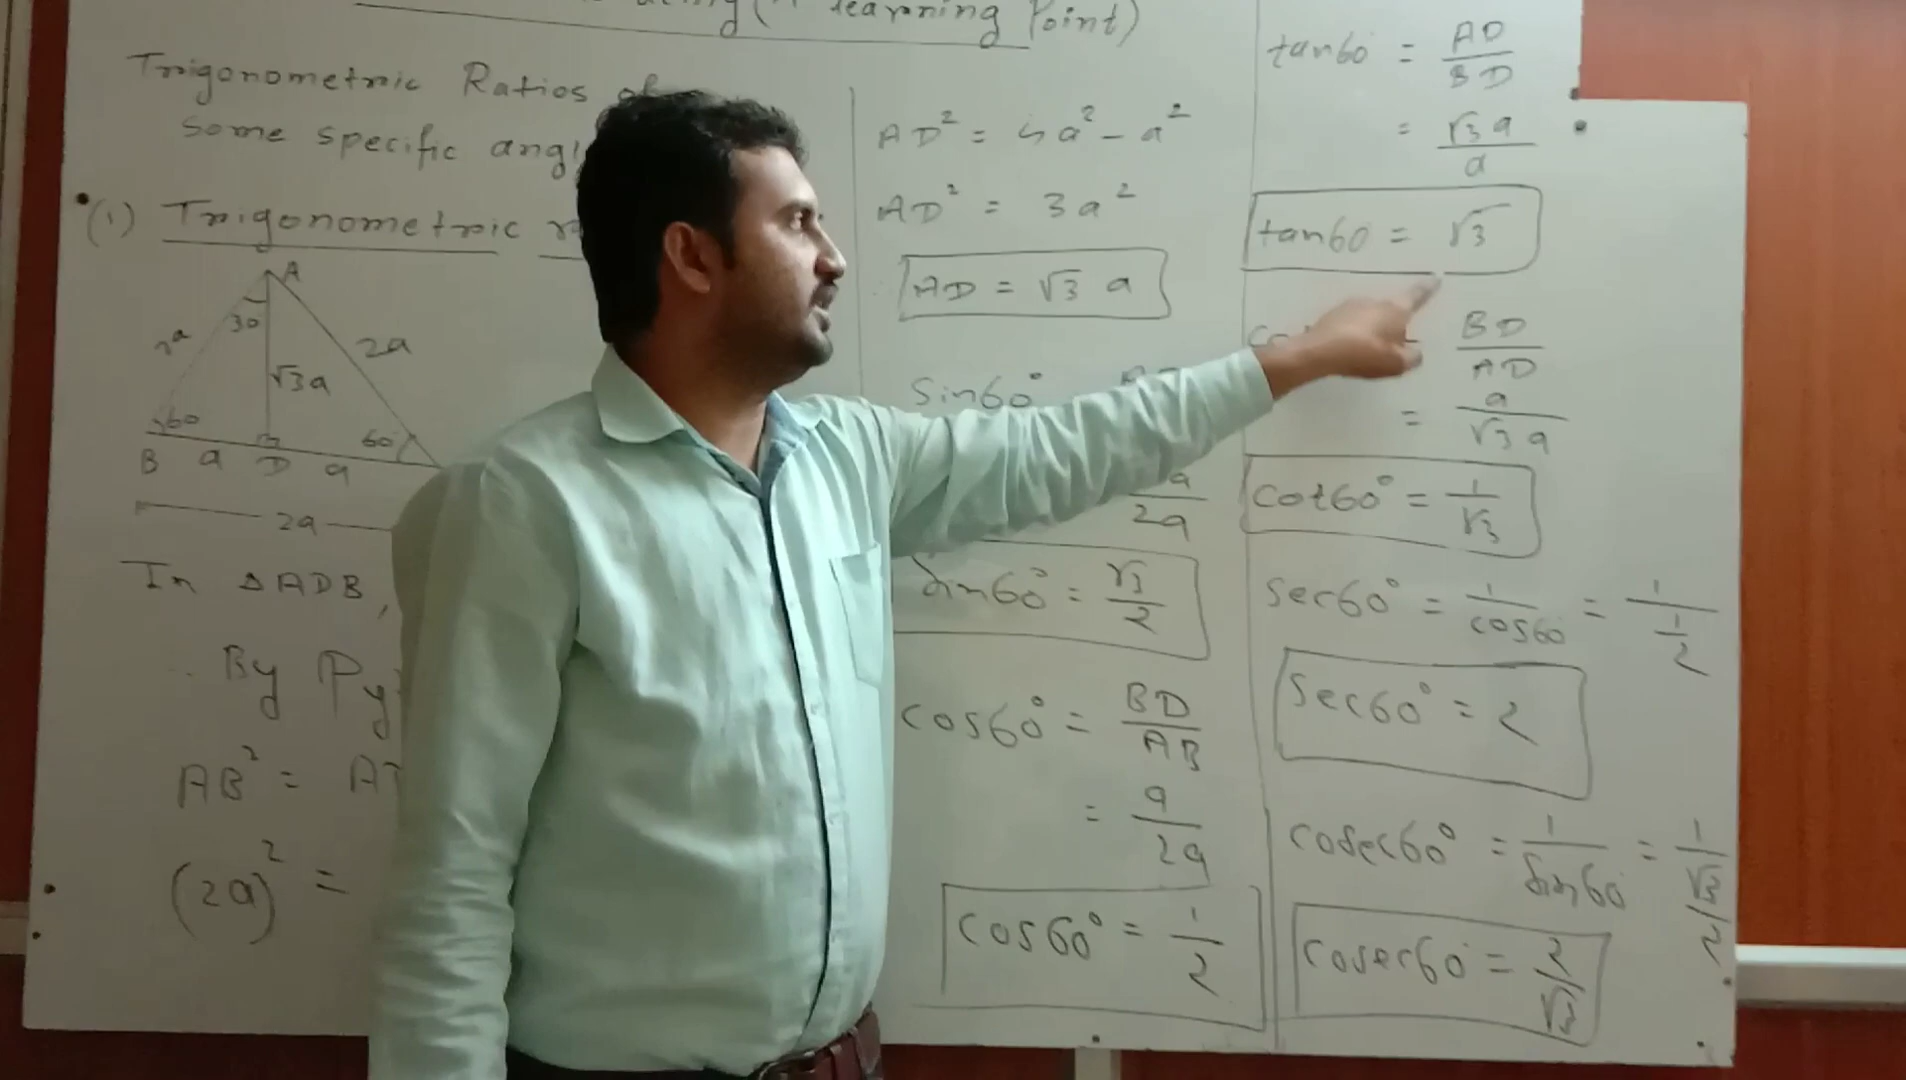 learning Point)
Trigonometric Ratios of
some specific
(1) Trigonometric
A
30
2a
2a
√3a
60
60
B a D a
2a
In ΔADB,
By
AB² =
(2a)² =
AD² = 4a² - a²
AD² = 3a²
AD = √3 a
Sin60°
a
2a
Sin60° = √3/2
cos60° = BD/AB
= a/2a
cos60° = 1/2
tan60 = AD/BD
= √3a/a
tan60 = √3
BD/AD
= a/√3a
cot60° = 1/√3
sec60° = 1/cos60 = 1/1/2
Sec60° = 2
cosec60° = 1/Sin60 = 1/√3/2
cosec60° = 2/√3